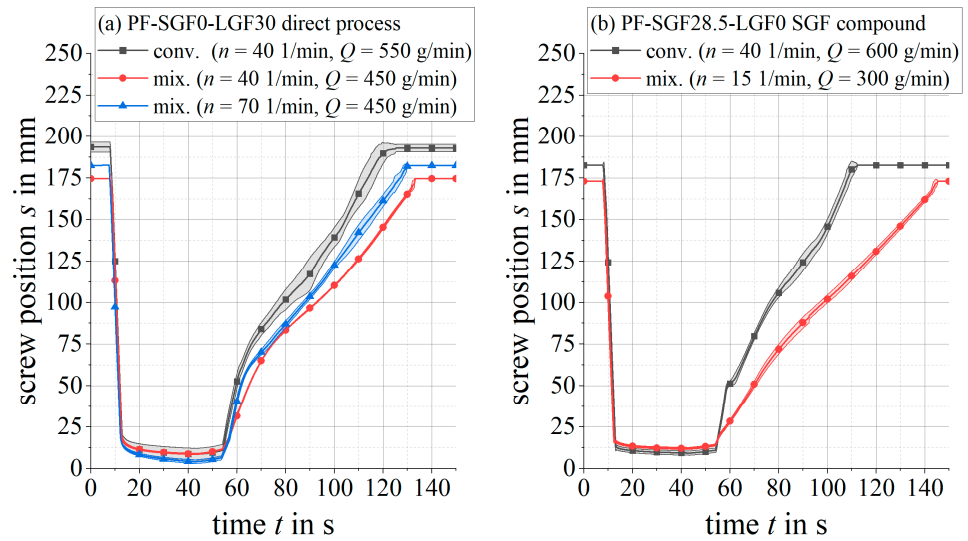 (a) PF-SGF0-LGF30 direct process
conv. (n = 40 1/min, Q = 550 g/min)
mix. (n = 40 1/min, Q = 450 g/min)
mix. (n = 70 1/min, Q = 450 g/min)
screw position s in mm
250
225
200
175
150
125
100
75
50
25
0
0 20 40 60 80 100 120 140
time t in s
(b) PF-SGF28.5-LGF0 SGF compound
conv. (n = 40 1/min, Q = 600 g/min)
mix. (n = 15 1/min, Q = 300 g/min)
screw position s in mm
250
225
200
175
150
125
100
75
50
25
0
0 20 40 60 80 100 120 140
time t in s